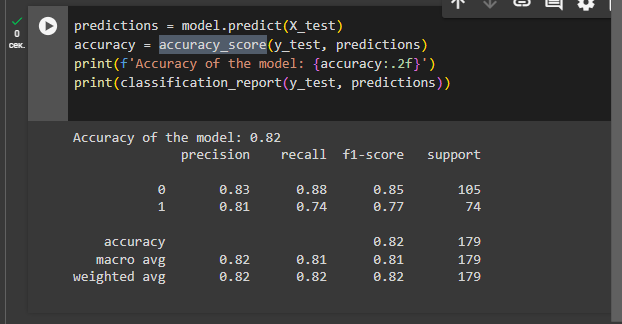 0
сек.
predictions = model.predict(X_test)
accuracy = accuracy_score(y_test, predictions)
print(f'Accuracy of the model: {accuracy:.2f}')
print(classification_report(y_test, predictions))
Accuracy of the model: 0.82
precision recall f1-score support
0 0.83 0.88 0.85 105
1 0.81 0.74 0.77 74
accuracy 0.82 179
macro avg 0.82 0.81 0.81 179
weighted avg 0.82 0.82 0.82 179